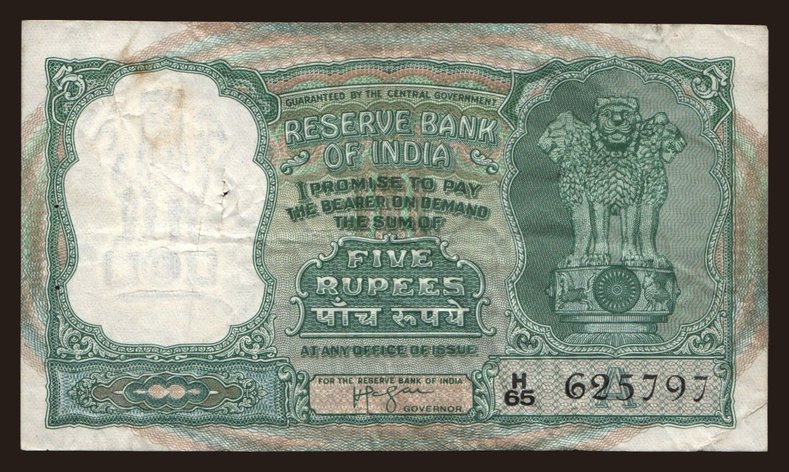 5 5
GUARANTEED BY THE CENTRAL GOVERNMENT
RESERVE BANK
OF INDIA
I PROMISE TO PAY
THE BEARER ON DEMAND
THE SUM OF
FIVE
RUPEES
पाँच रूपये
AT ANY OFFICE OF ISSUE
FOR THE RESERVE BANK OF INDIA
GOVERNOR
H/65 625797
A